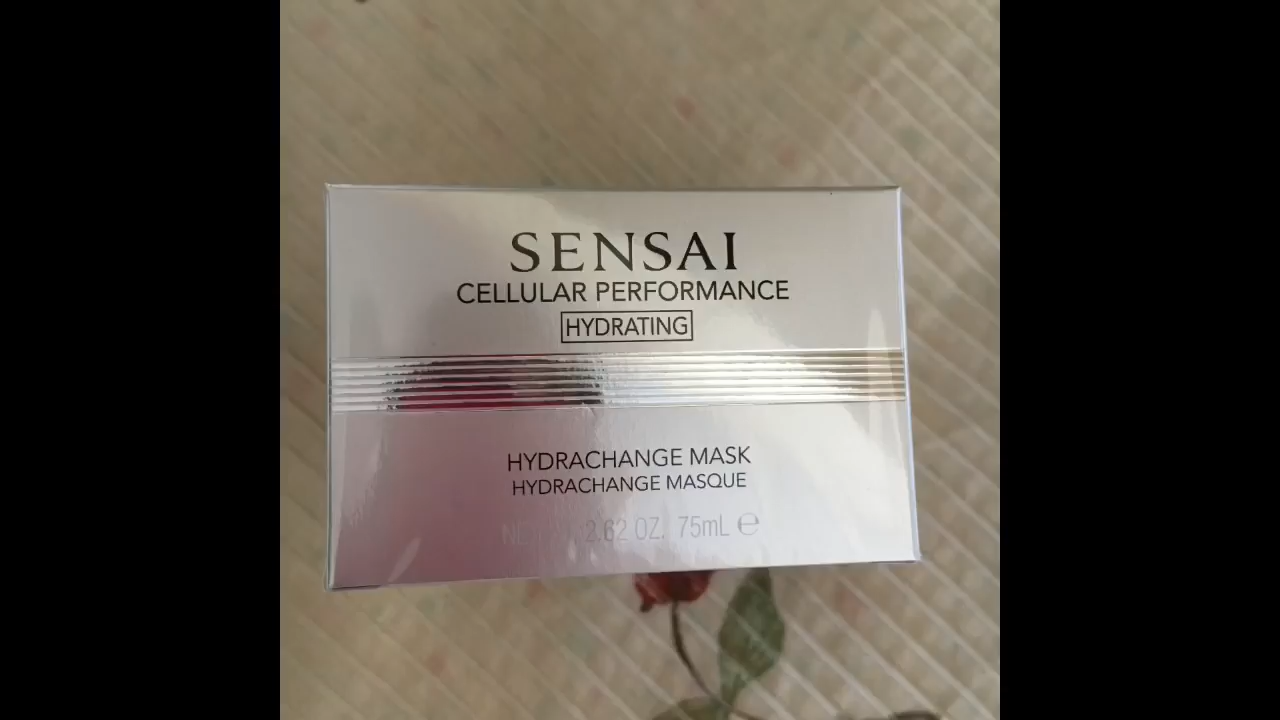 SENSAI
CELLULAR PERFORMANCE
HYDRATING
HYDRACHANGE MASK
HYDRACHANGE MASQUE
2.62 OZ. 75mL ℮